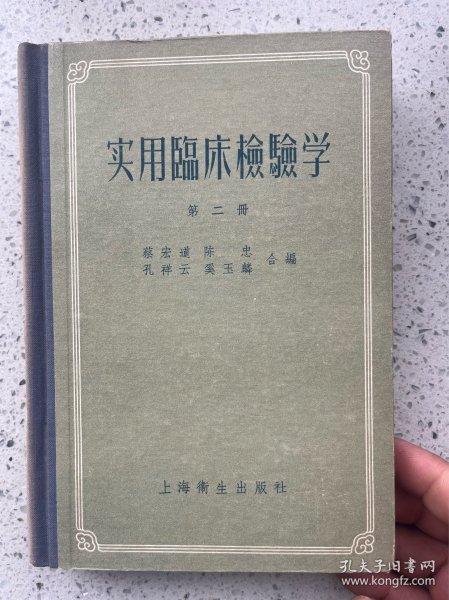 实用臨床檢驗学
第二冊
蔡宏道 陈忠
孔祥云 奚玉麟 合編
上海衛生出版社
孔夫子旧书网
www.kongfz.com